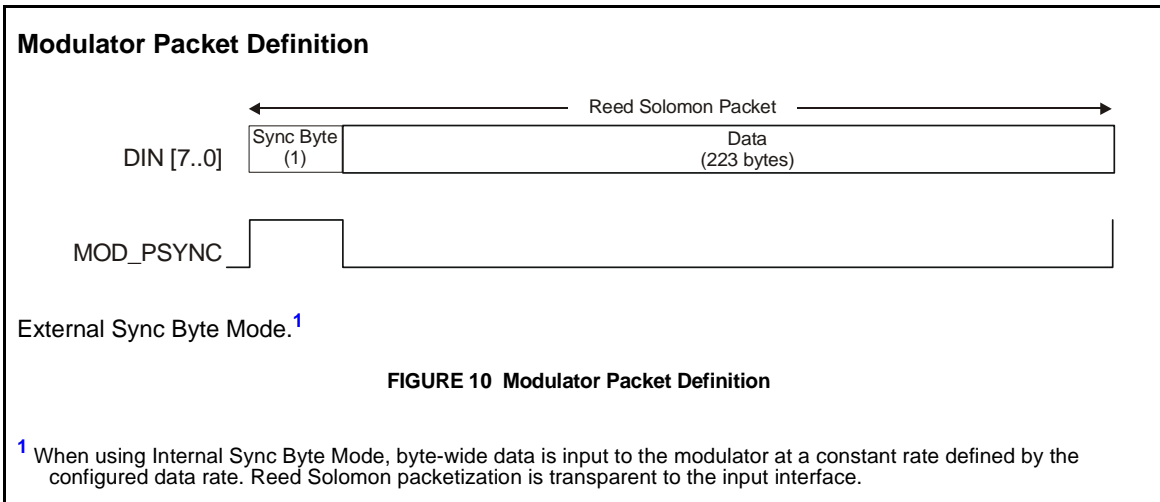 Modulator Packet Definition
Reed Solomon Packet
DIN [7..0]
Sync Byte
(1)
Data
(223 bytes)
MOD_PSYNC
External Sync Byte Mode.1
FIGURE 10 Modulator Packet Definition
1 When using Internal Sync Byte Mode, byte-wide data is input to the modulator at a constant rate defined by the
configured data rate. Reed Solomon packetization is transparent to the input interface.